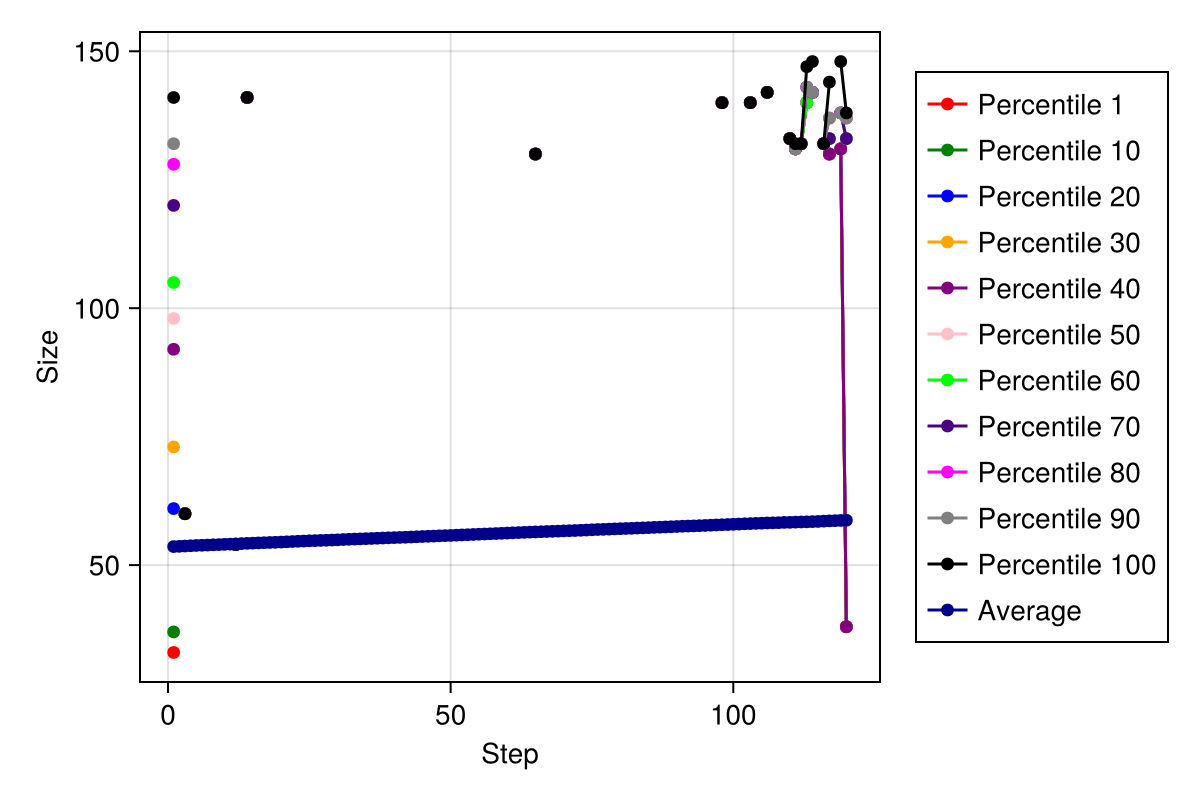 150
100
50
0
50
100
Size
Step
Percentile 1
Percentile 10
Percentile 20
Percentile 30
Percentile 40
Percentile 50
Percentile 60
Percentile 70
Percentile 80
Percentile 90
Percentile 100
Average